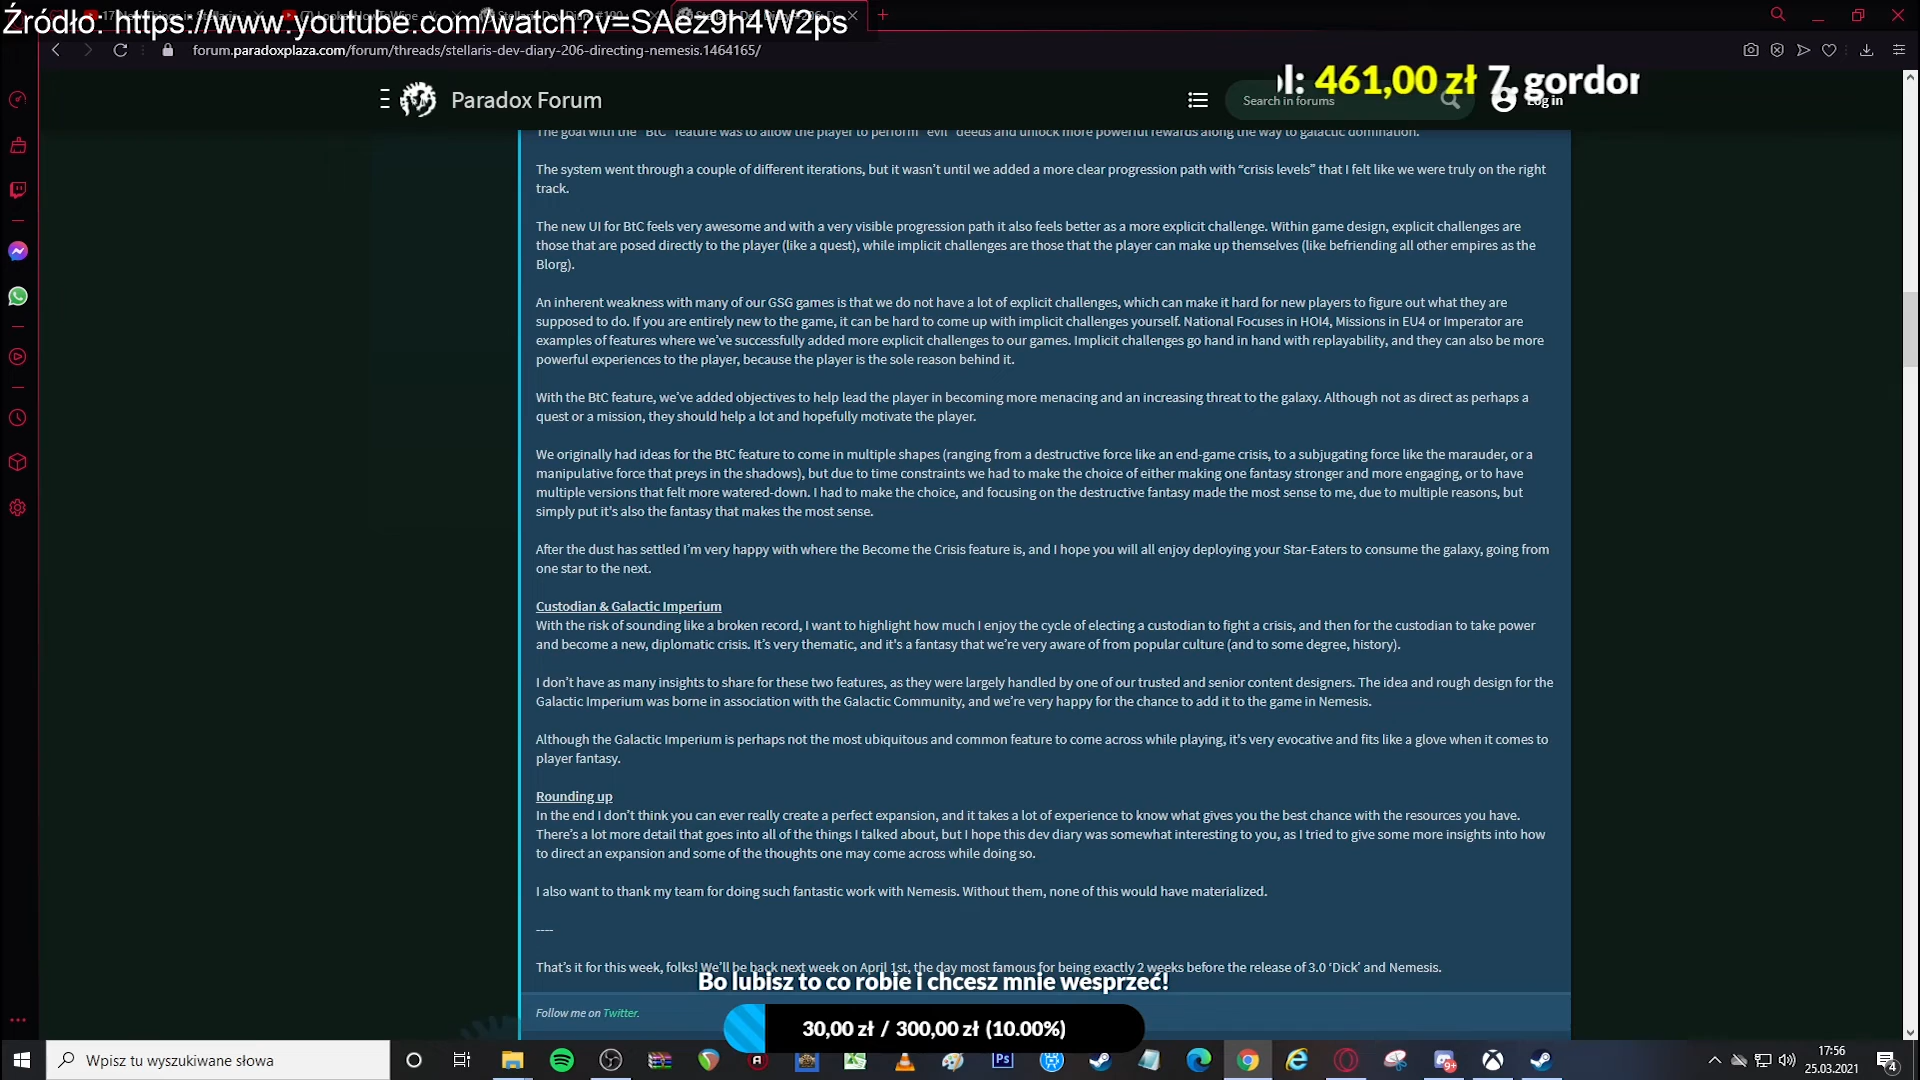 Źródło: https://www.youtube.com/watch?v=SAez9h4W2ps
forum.paradoxplaza.com/forum/threads/stellaris-dev-diary-206-directing-nemesis.1464165/
l: 461,00 zł 7. gordor
Paradox Forum
Search in forums
Log in
The goal with the "BtC" feature was to allow the player to perform "evil" deeds and unlock more powerful rewards along the way to galactic domination.
The system went through a couple of different iterations, but it wasn't until we added a more clear progression path with “crisis levels” that I felt like we were truly on the right
track.
The new UI for BtC feels very awesome and with a very visible progression path it also feels better as a more explicit challenge. Within game design, explicit challenges are
those that are posed directly to the player (like a quest), while implicit challenges are those that the player can make up themselves (like befriending all other empires as the
Blorg).
An inherent weakness with many of our GSG games is that we do not have a lot of explicit challenges, which can make it hard for new players to figure out what they are
supposed to do. If you are entirely new to the game, it can be hard to come up with implicit challenges yourself. National Focuses in HOI4, Missions in EU4 or Imperator are
examples of features where we've successfully added more explicit challenges to our games. Implicit challenges go hand in hand with replayability, and they can also be more
powerful experiences to the player, because the player is the sole reason behind it.
With the BtC feature, we've added objectives to help lead the player in becoming more menacing and an increasing threat to the galaxy. Although not as direct as perhaps a
quest or a mission, they should help a lot and hopefully motivate the player.
We originally had ideas for the BtC feature to come in multiple shapes (ranging from a destructive force like an end-game crisis, to a subjugating force like the marauder, or a
manipulative force that preys in the shadows), but due to time constraints we had to make the choice of either making one fantasy stronger and more engaging, or to have
multiple versions that felt more watered-down. I had to make the choice, and focusing on the destructive fantasy made the most sense to me, due to multiple reasons, but
simply put it's also the fantasy that makes the most sense.
After the dust has settled I'm very happy with where the Become the Crisis feature is, and I hope you will all enjoy deploying your Star-Eaters to consume the galaxy, going from
one star to the next.
Custodian & Galactic Imperium
With the risk of sounding like a broken record, I want to highlight how much I enjoy the cycle of electing a custodian to fight a crisis, and then for the custodian to take power
and become a new, diplomatic crisis. It's very thematic, and it's a fantasy that we're very aware of from popular culture (and to some degree, history).
I don't have as many insights to share for these two features, as they were largely handled by one of our trusted and senior content designers. The idea and rough design for the
Galactic Imperium was borne in association with the Galactic Community, and we're very happy for the chance to add it to the game in Nemesis.
Although the Galactic Imperium is perhaps not the most ubiquitous and common feature to come across while playing, it's very evocative and fits like a glove when it comes to
player fantasy.
Rounding up
In the end I don't think you can ever really create a perfect expansion, and it takes a lot of experience to know what gives you the best chance with the resources you have.
There's a lot more detail that goes into all of the things I talked about, but I hope this dev diary was somewhat interesting to you, as I tried to give some more insights into how
to direct an expansion and some of the thoughts one may come across while doing so.
I also want to thank my team for doing such fantastic work with Nemesis. Without them, none of this would have materialized.
----
That's it for this week, folks! We'll be back next week on April 1st, the day most famous for being exactly 2 weeks before the release of 3.0 'Dick' and Nemesis.
Bo lubisz to co robie i chcesz mnie wesprzeć!
Follow me on Twitter.
30,00 zł / 300,00 zł (10.00%)
Wpisz tu wyszukiwane słowa
17:56
25.03.2021